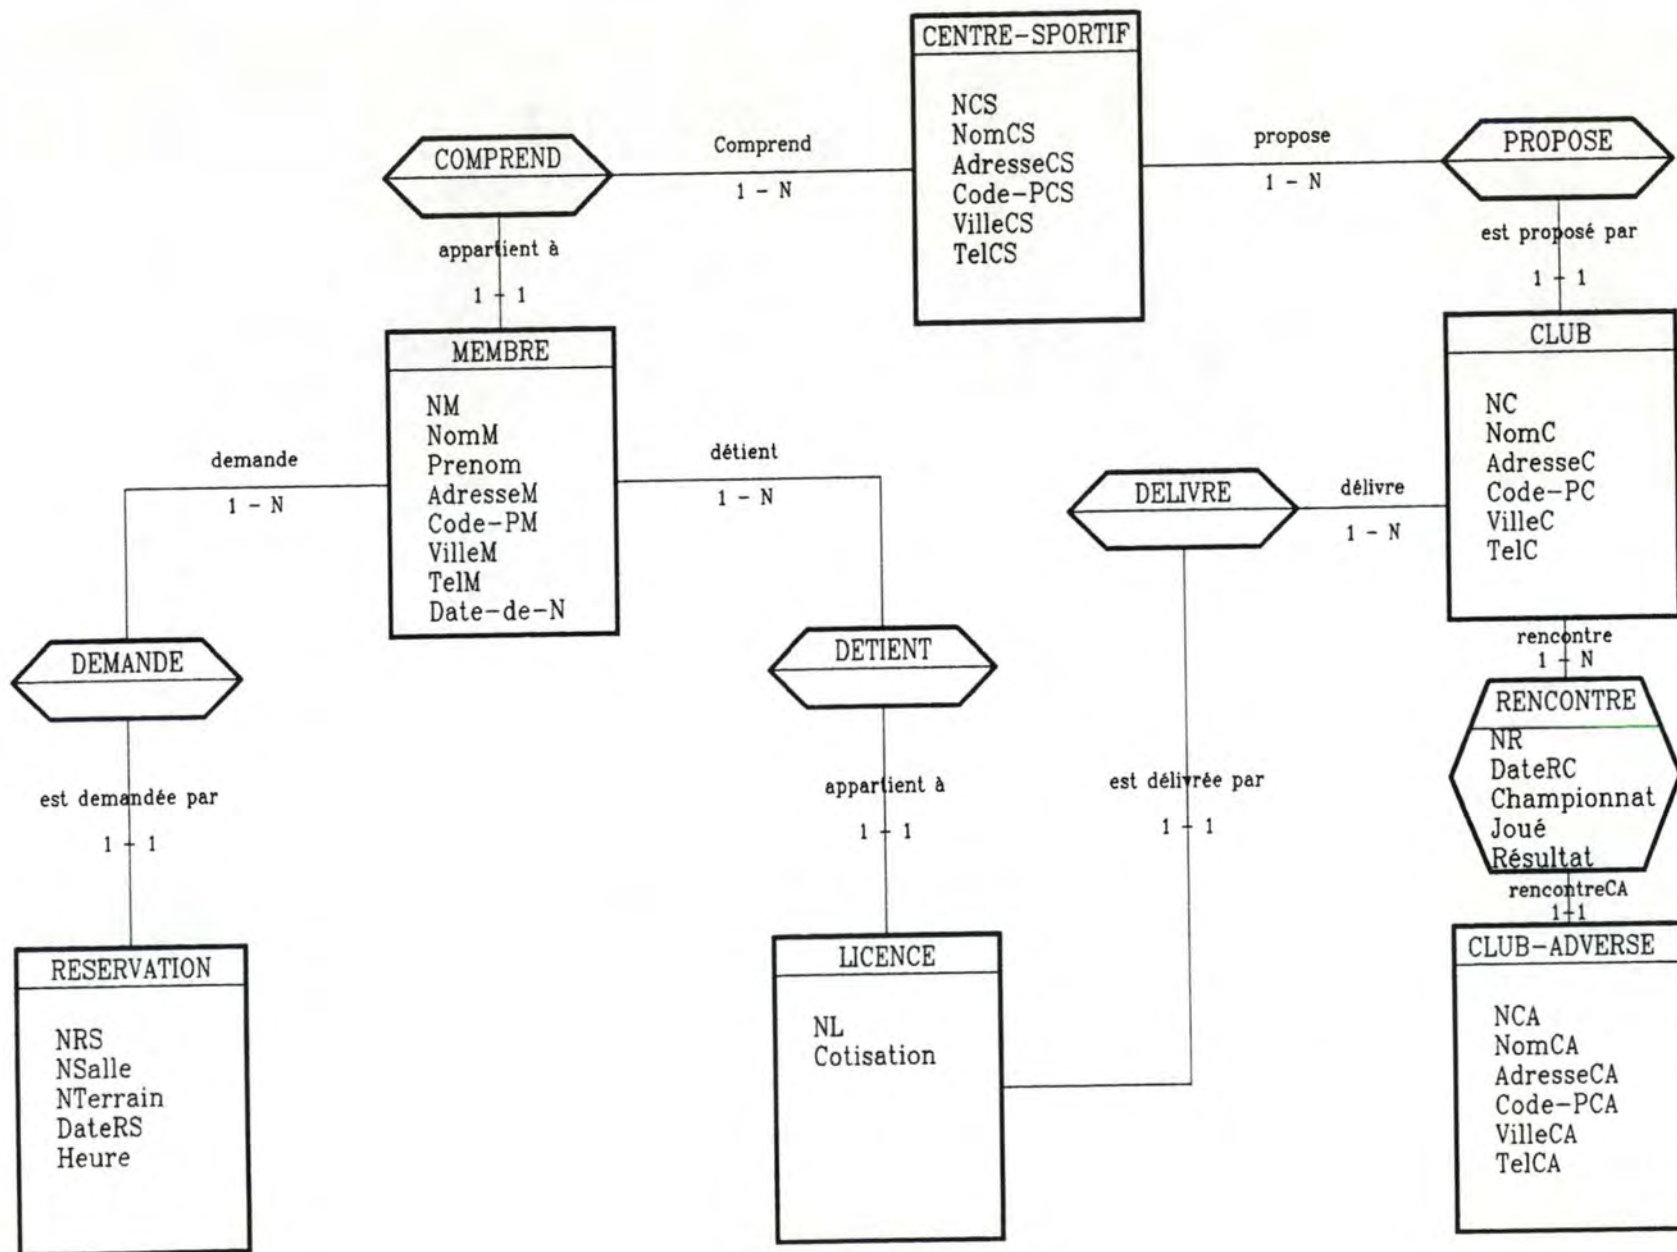 CENTRE-SPORTIF
NCS
NomCS
AdresseCS
Code-PCS
VilleCS
TelCS
COMPREND
Comprend
1 - N
propose
1 - N
PROPOSE
appartient à
1 - 1
est proposé par
1 - 1
MEMBRE
NM
NomM
Prenom
AdresseM
Code-PM
VilleM
TelM
Date-de-N
CLUB
NC
NomC
AdresseC
Code-PC
VilleC
TelC
demande
1 - N
détient
1 - N
DELIVRE
délivre
1 - N
DEMANDE
DETIENT
rencontre
1 - N
RENCONTRE
NR
DateRC
Championnat
Joué
Résultat
est demandée par
1 - 1
appartient à
1 - 1
est délivrée par
1 - 1
rencontreCA
1-1
RESERVATION
NRS
NSalle
NTerrain
DateRS
Heure
LICENCE
NL
Cotisation
CLUB-ADVERSE
NCA
NomCA
AdresseCA
Code-PCA
VilleCA
TelCA